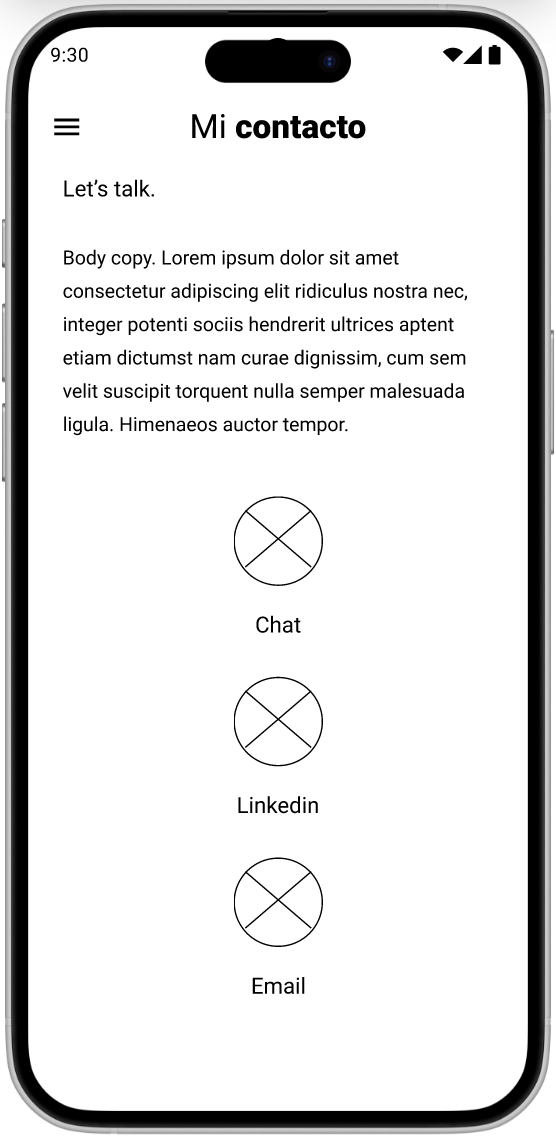 9:30
Mi contacto
Let’s talk.
Body copy. Lorem ipsum dolor sit amet
consectetur adipiscing elit ridiculus nostra nec,
integer potenti sociis hendrerit ultrices aptent
etiam dictumst nam curae dignissim, cum sem
velit suscipit torquent nulla semper malesuada
ligula. Himenaeos auctor tempor.
Chat
Linkedin
Email